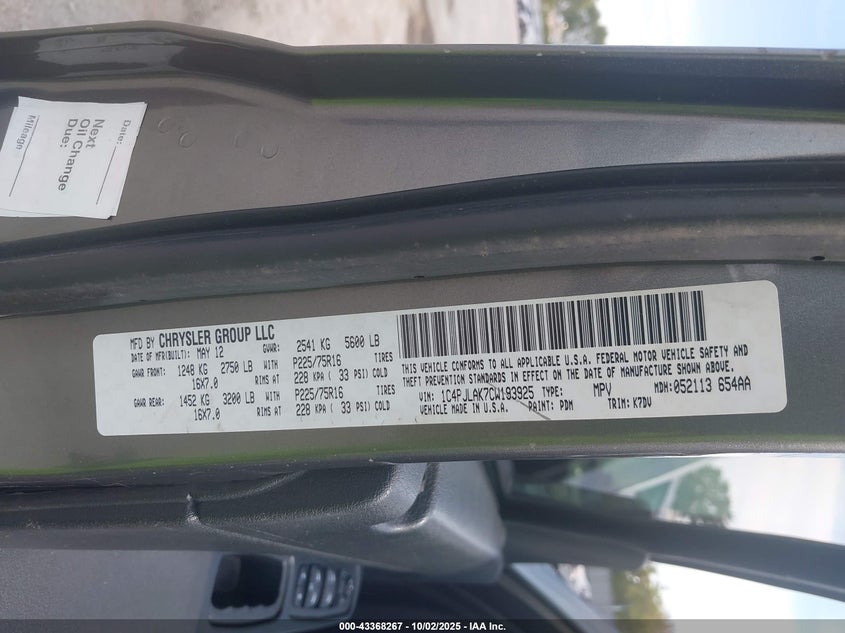 Date:
Next
Oil Change
Due:
Mileage
MFD BY CHRYSLER GROUP LLC
DATE OF MFR(BUILT): MAY 12 GVWR: 2541 KG 5600 LB
GAWR FRONT: 1248 KG 2750 LB WITH P225/75R16 TIRES
16X7.0 RIMS AT 228 KPA ( 33 PSI) COLD
GAWR REAR: 1452 KG 3200 LB WITH P225/75R16 TIRES
16X7.0 RIMS AT 228 KPA ( 33 PSI) COLD
THIS VEHICLE CONFORMS TO ALL APPLICABLE U.S.A. FEDERAL MOTOR VEHICLE SAFETY AND
THEFT PREVENTION STANDARDS IN EFFECT ON THE DATE OF MANUFACTURE SHOWN ABOVE.
VIN: 1C4PJLAK7CW193925 TYPE: MPV MDH: 052113 654AA
VEHICLE MADE IN U.S.A. PAINT: PDM TRIM: K7DV
000-43368267 - 10/02/2025 - IAA Inc.